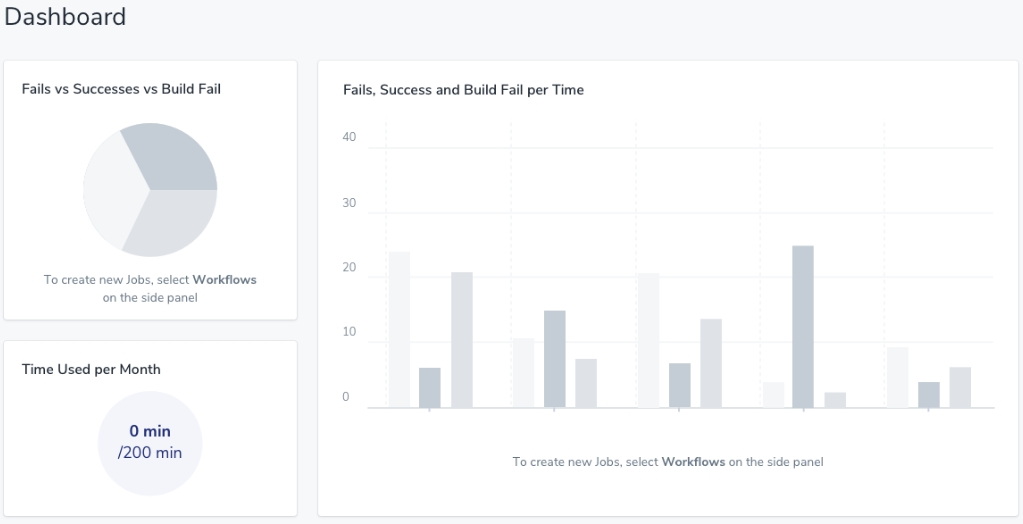 Dashboard
Fails vs Successes vs Build Fail
To create new Jobs, select Workflows
on the side panel
Time Used per Month
0 min
/200 min
Fails, Success and Build Fail per Time
40
30
20
10
0
To create new Jobs, select Workflows on the side panel